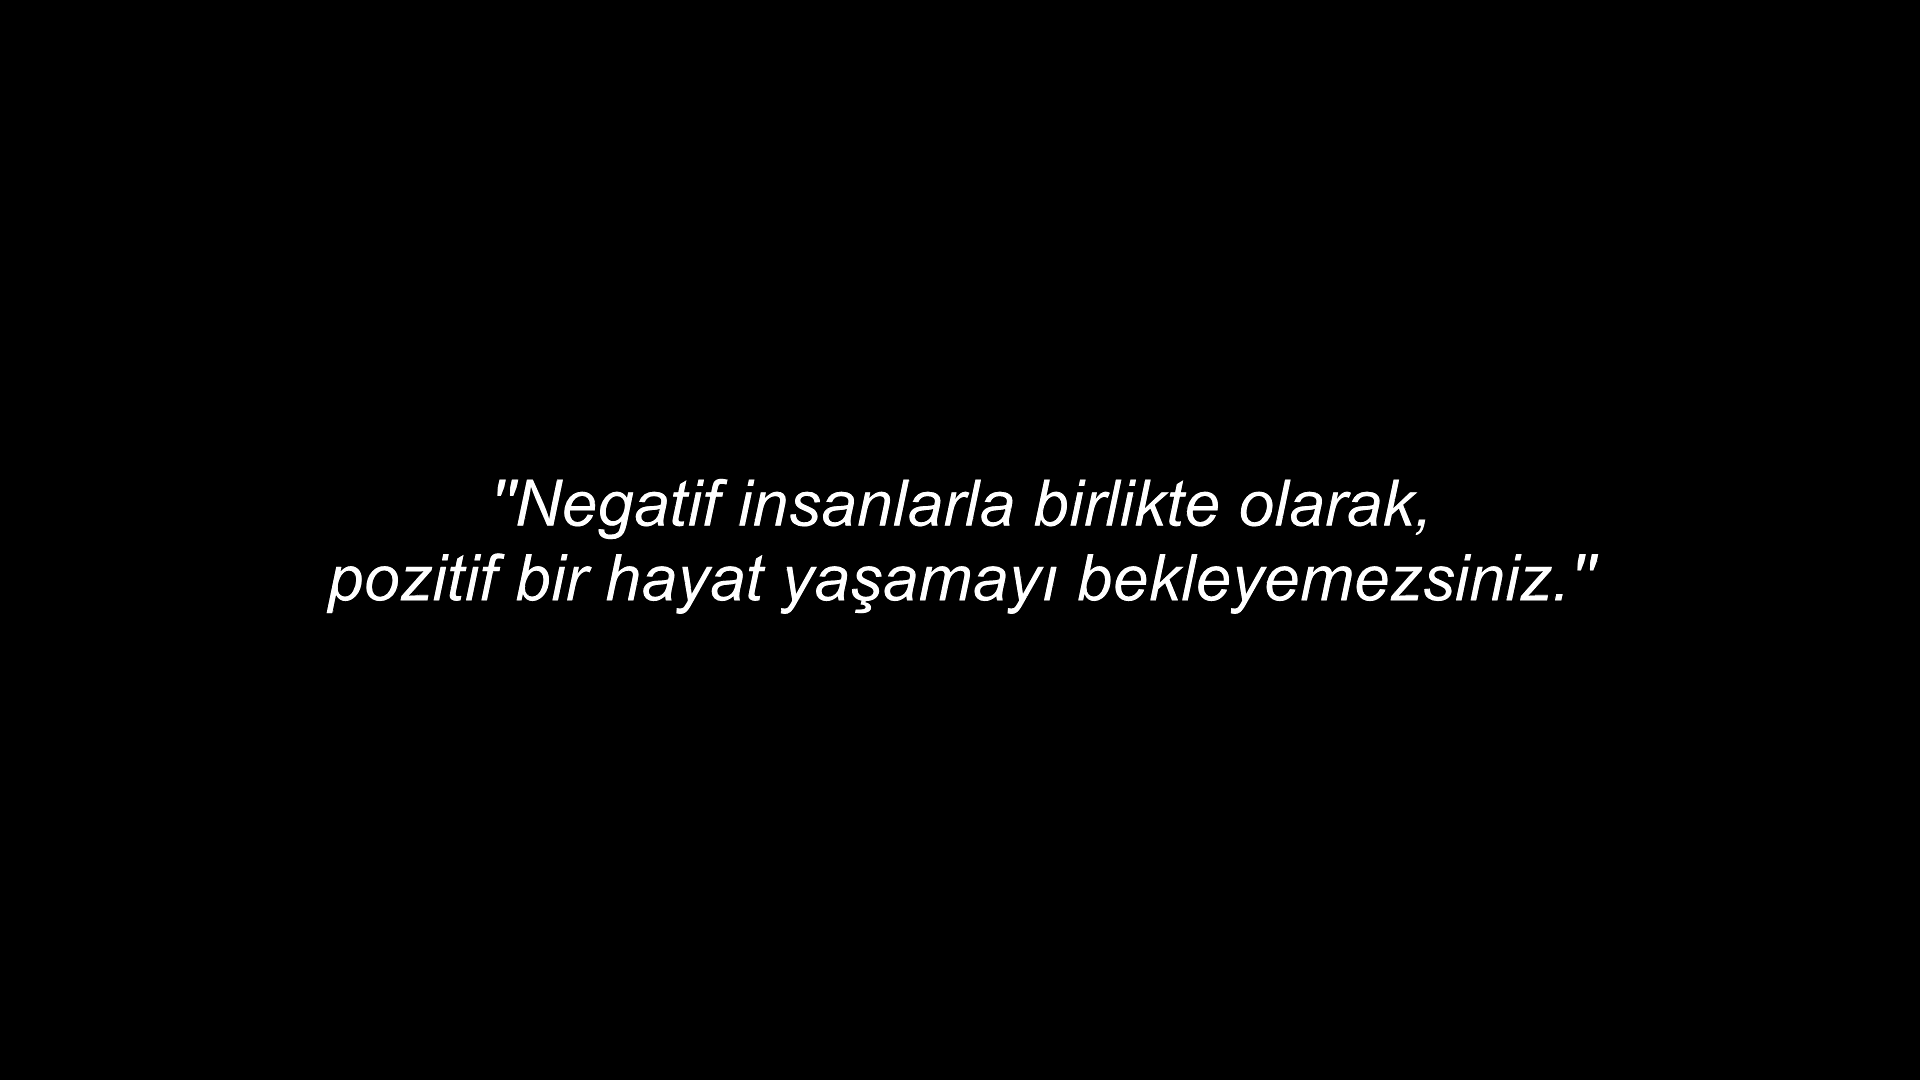 "Negatif insanlarla birlikte olarak,
pozitif bir hayat yaşamayı bekleyemezsiniz."